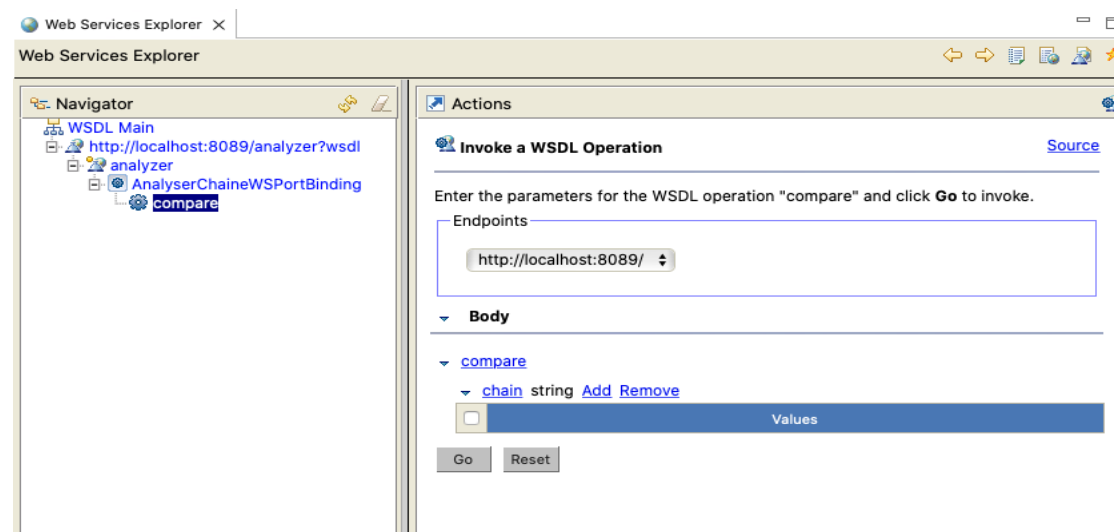 Web Services Explorer
Web Services Explorer
Navigator
WSDL Main
http://localhost:8089/analyzer?wsdl
analyzer
AnalyserChaineWSPortBinding
compare
Actions
Invoke a WSDL Operation Source
Enter the parameters for the WSDL operation "compare" and click Go to invoke.
Endpoints
http://localhost:8089/
Body
compare
chain string Add Remove
Values
Go Reset